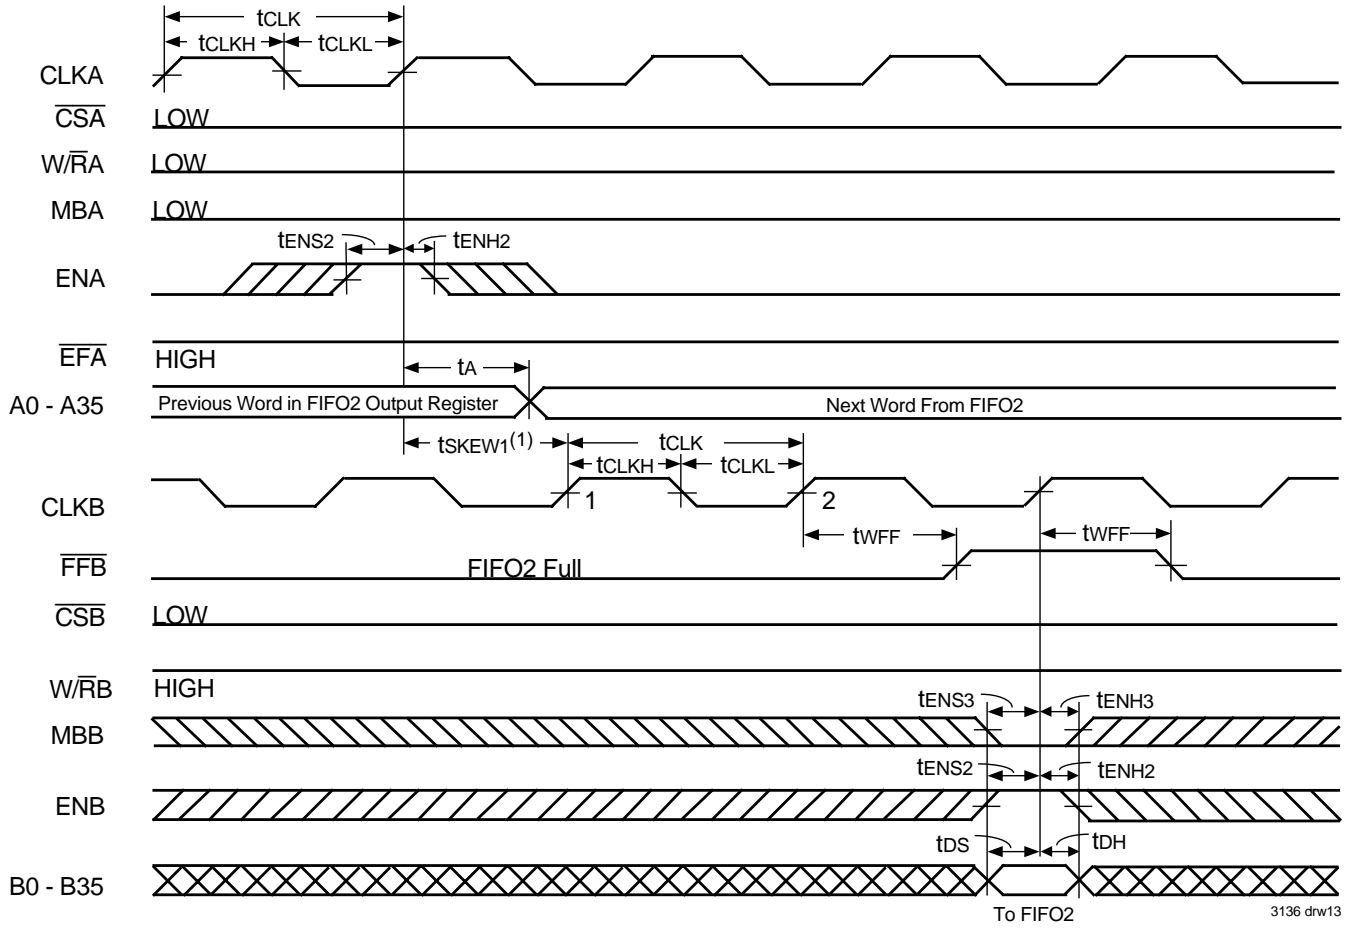 tCLK
tCLKH tCLKL
CLKA
CSA LOW
W/RA LOW
MBA LOW
tENS2 tENH2
ENA
EFA HIGH
tA
A0 - A35 Previous Word in FIFO2 Output Register Next Word From FIFO2
tSKEW1(1) tCLK
tCLKH tCLKL
CLKB 1 2
tWFF tWFF
FFB FIFO2 Full
CSB LOW
W/RB HIGH
tENS3 tENH3
MBB
tENS2 tENH2
ENB
tDS tDH
B0 - B35
To FIFO2
3136 drw13